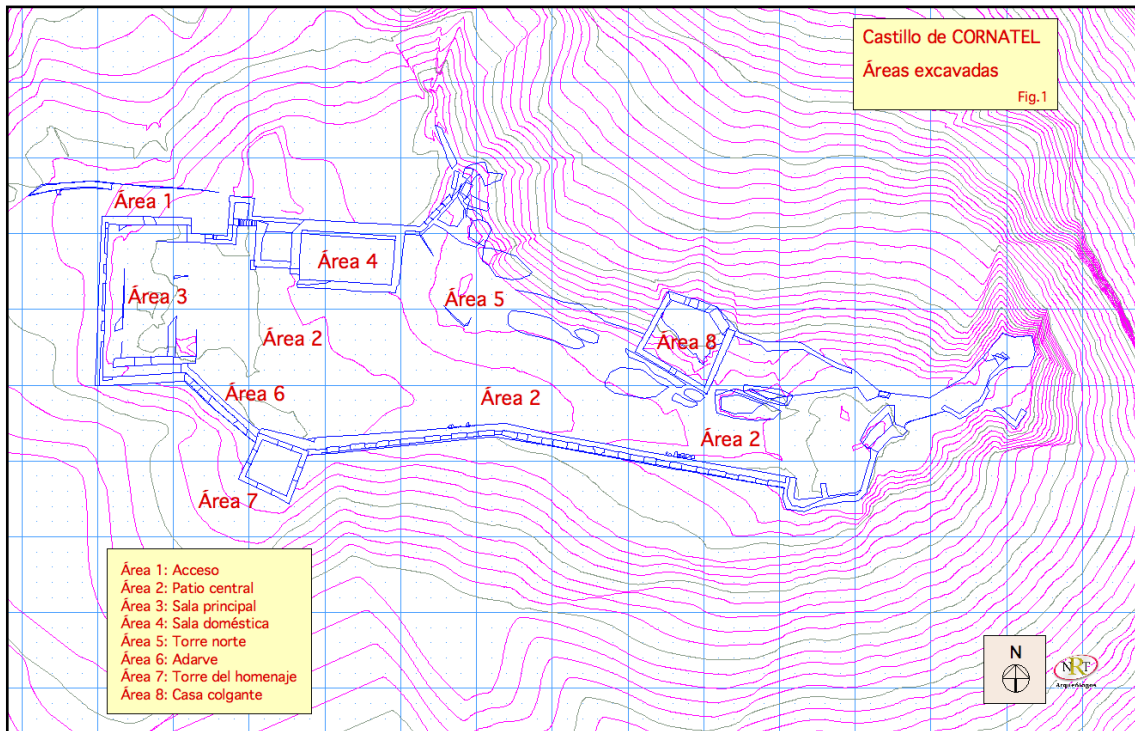 Castillo de CORNATEL
Áreas excavadas
Fig.1
Área 1
Área 4
Área 3
Área 5
Área 2
Área 8
Área 6
Área 2
Área 2
Área 7
Área 1: Acceso
Área 2: Patio central
Área 3: Sala principal
Área 4: Sala doméstica
Área 5: Torre norte
Área 6: Adarve
Área 7: Torre del homenaje
Área 8: Casa colgante
N
NRT